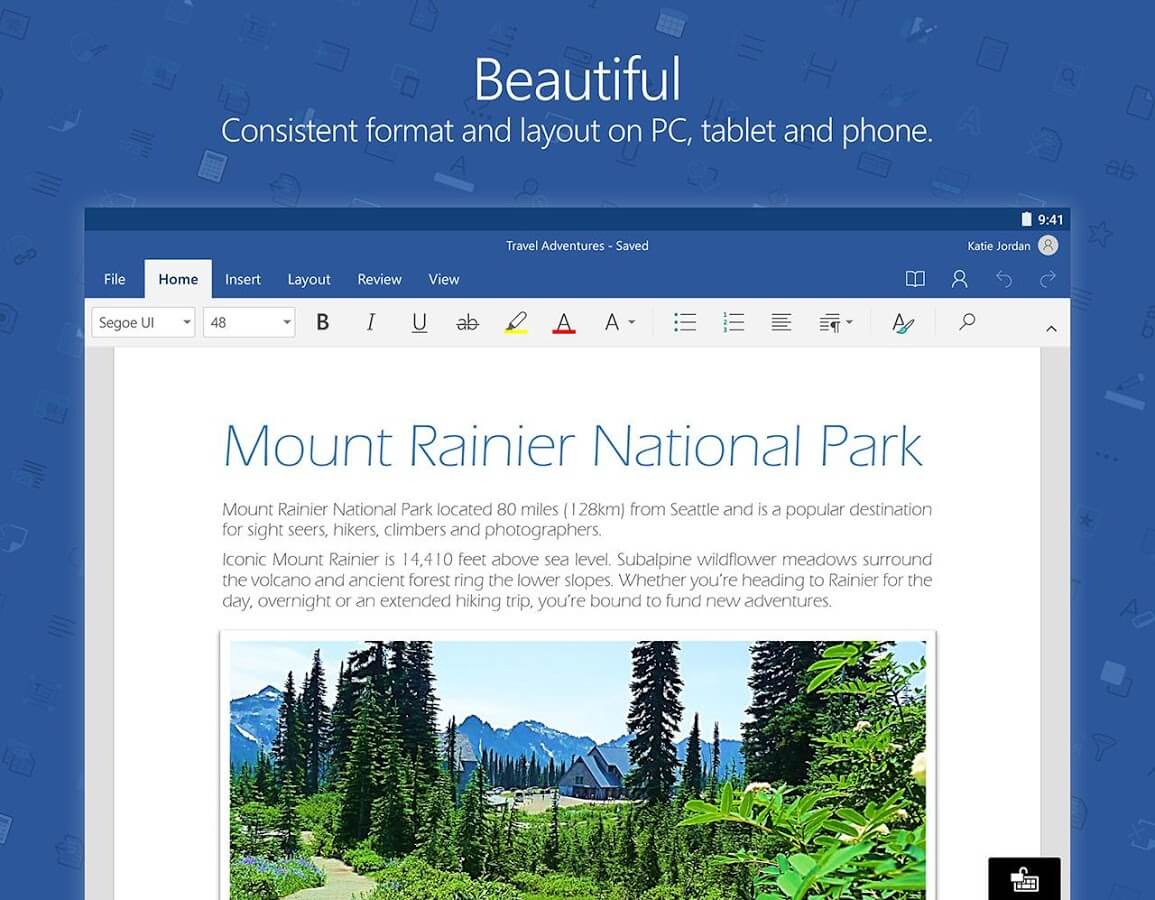 Beautiful
Consistent format and layout on PC, tablet and phone.
9:41
Travel Adventures - Saved
Katie Jordan
File Home Insert Layout Review View
Segoe UI 48 B I U ab A A
Mount Rainier National Park
Mount Rainier National Park located 80 miles (128km) from Seattle and is a popular destination
for sight seers, hikers, climbers and photographers.
Iconic Mount Rainier is 14,410 feet above sea level. Subalpine wildflower meadows surround
the volcano and ancient forest ring the lower slopes. Whether you’re heading to Rainier for the
day, overnight or an extended hiking trip, you’re bound to fund new adventures.